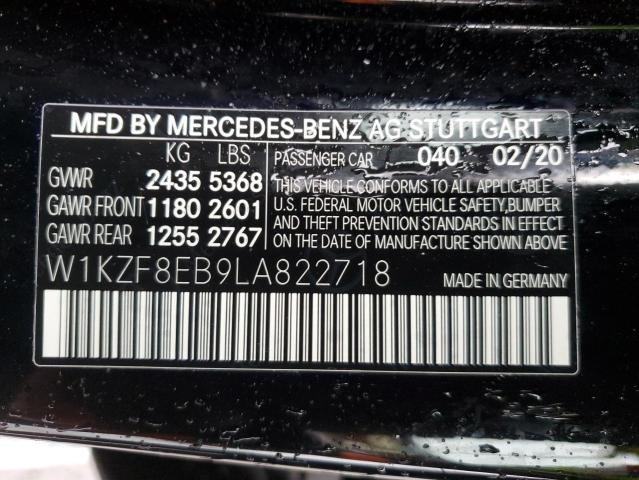 MFD BY MERCEDES-BENZ AG STUTTGART
KG LBS PASSENGER CAR 040 02/20
GVWR 2435 5368 THIS VEHICLE CONFORMS TO ALL APPLICABLE
GAWR FRONT 1180 2601 U.S. FEDERAL MOTOR VEHICLE SAFETY,BUMPER
AND THEFT PREVENTION STANDARDS IN EFFECT
GAWR REAR 1255 2767 ON THE DATE OF MANUFACTURE SHOWN ABOVE.
W1KZF8EB9LA822718 MADE IN GERMANY